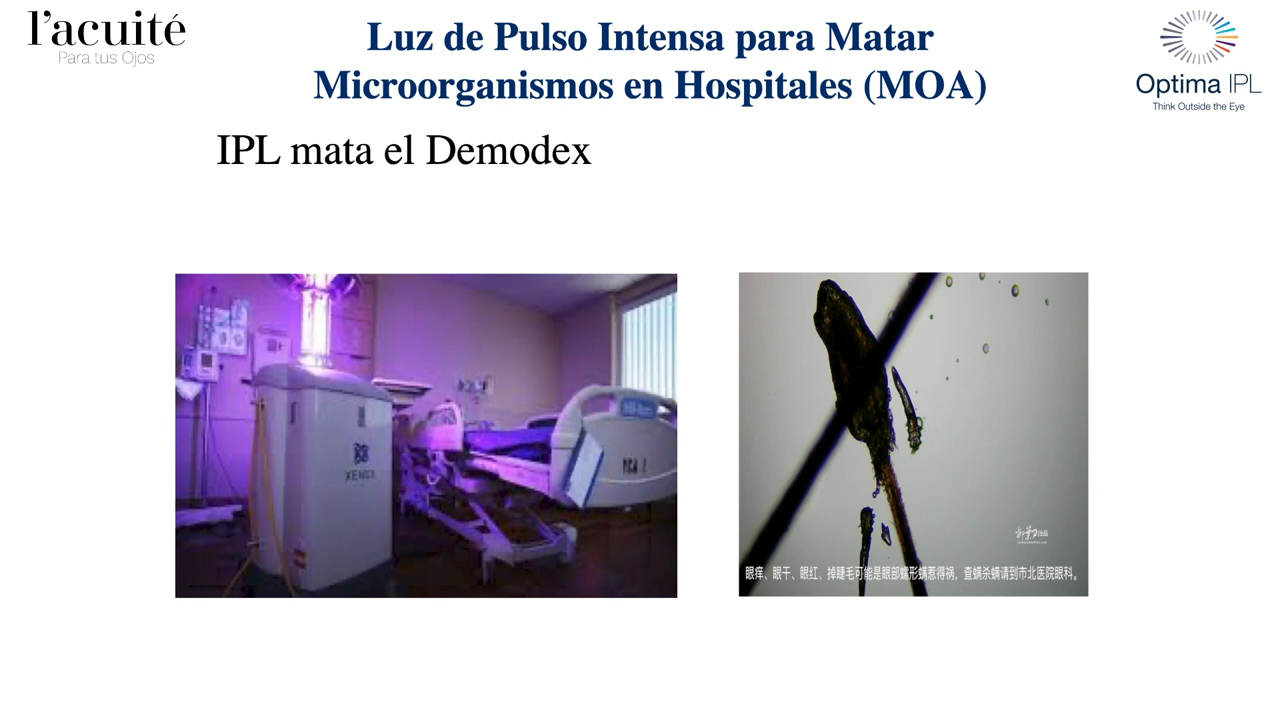 l'acuité
Para tus Ojos
Luz de Pulso Intensa para Matar
Microorganismos en Hospitales (MOA)
Optima IPL
Think Outside the Eye
IPL mata el Demodex
XENEX
眼痒、眼干、眼红、掉睫毛可能是眼部蠕形螨惹得祸，查螨杀螨请到市北医院眼科。